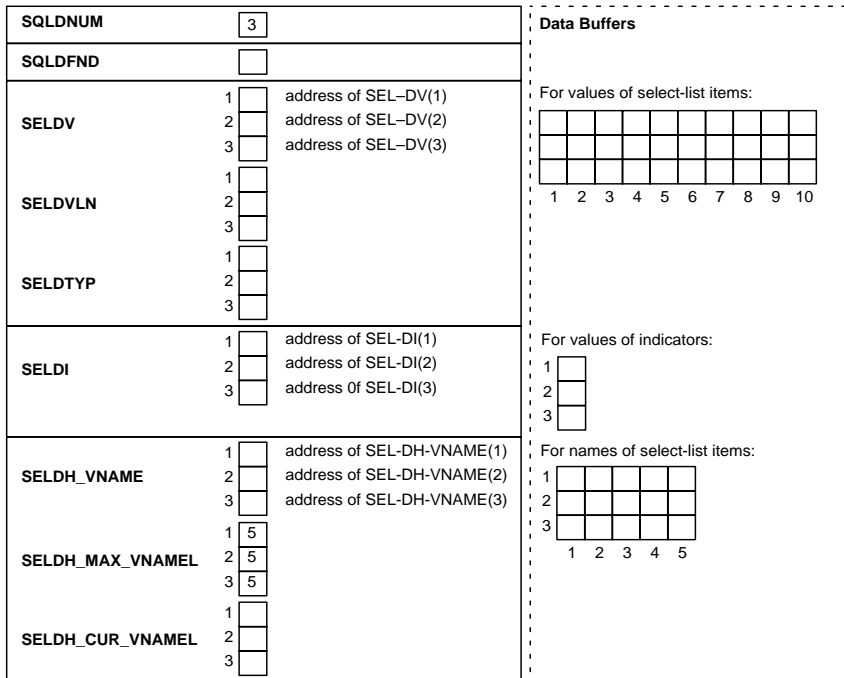 SQLDNUM 3
SQLDFND
SELDV
1 address of SEL–DV(1)
2 address of SEL–DV(2)
3 address of SEL–DV(3)
SELDVLN
1
2
3
SELDTYP
1
2
3
SELDI
1 address of SEL-DI(1)
2 address of SEL-DI(2)
3 address 0f SEL-DI(3)
SELDH_VNAME
1 address of SEL-DH-VNAME(1)
2 address of SEL-DH-VNAME(2)
3 address of SEL-DH-VNAME(3)
SELDH_MAX_VNAMEL
1 5
2 5
3 5
SELDH_CUR_VNAMEL
1
2
3
Data Buffers
For values of select-list items:
1 2 3 4 5 6 7 8 9 10
For values of indicators:
1
2
3
For names of select-list items:
1
2
3
1 2 3 4 5